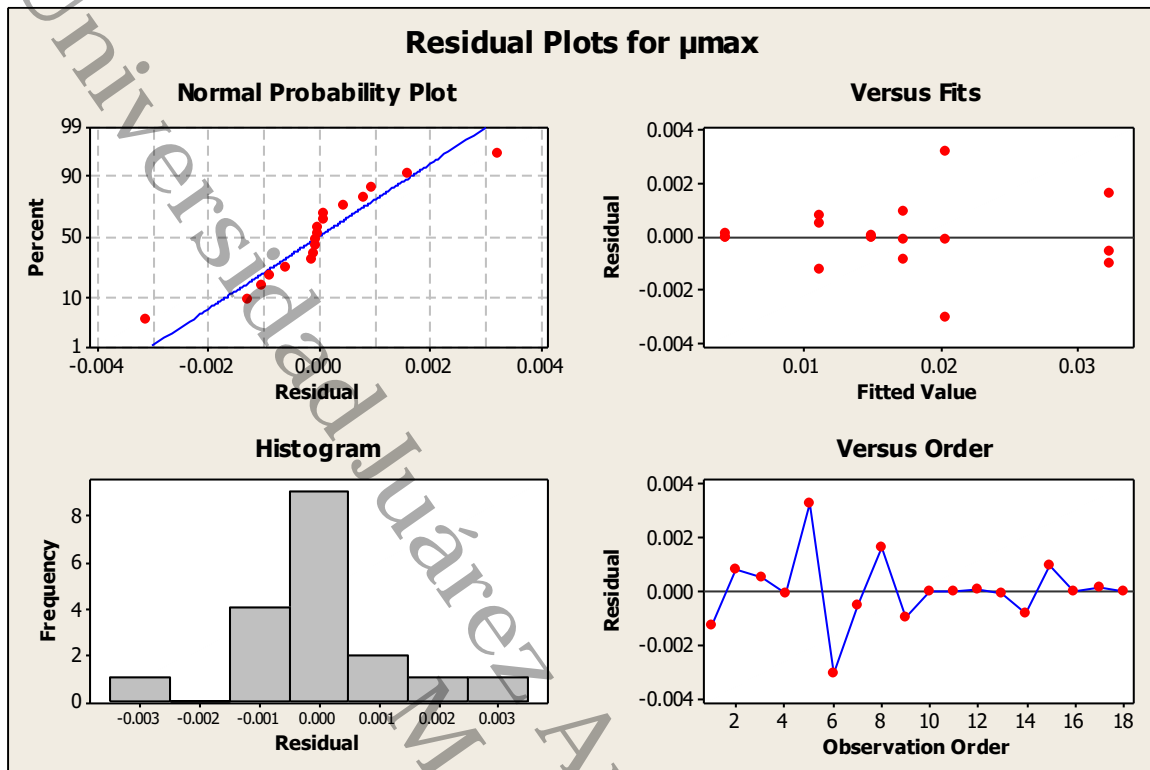 Residual Plots for µmax
Normal Probability Plot
Percent
99
90
50
10
1
-0.004
-0.002
0.000
0.002
0.004
Residual
Versus Fits
Residual
0.004
0.002
0.000
-0.002
-0.004
0.01
0.02
0.03
Fitted Value
Histogram
Frequency
8
6
4
2
0
-0.003
-0.002
-0.001
0.000
0.001
0.002
0.003
Residual
Versus Order
Residual
0.004
0.002
0.000
-0.002
-0.004
2
4
6
8
10
12
14
16
18
Observation Order
Universidad Juárez A
M